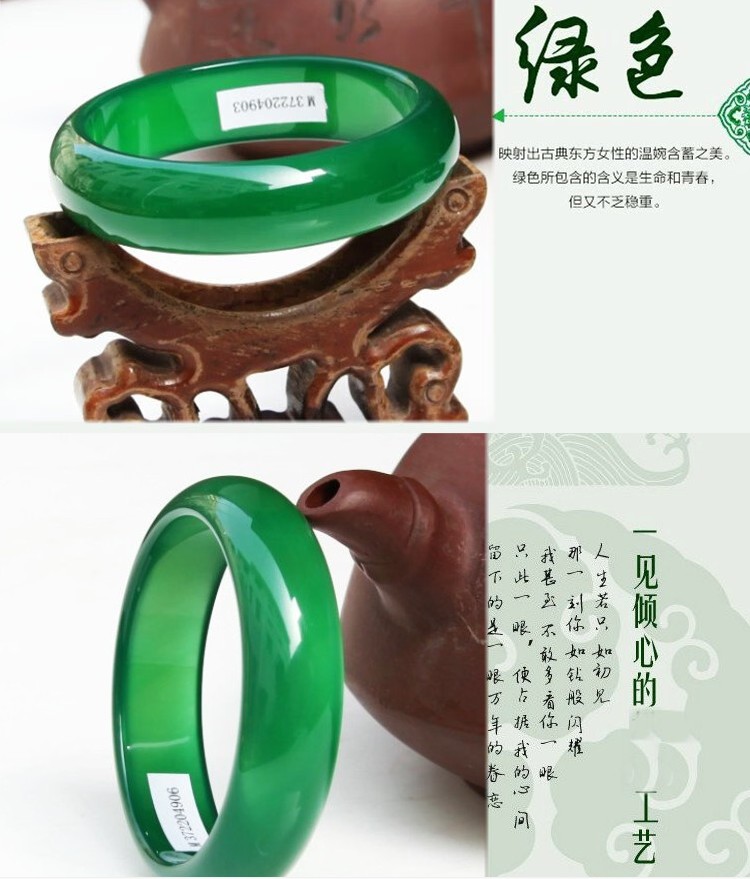 绿色
映射出古典东方女性的温婉含蓄之美。
绿色所包含的含义是生命和青春，
但又不乏稳重。
M 372204903
一见倾心的 工艺
人生若只如初见
那一刻你如钻般闪耀
我甚至不敢多看你一眼
只此一眼，便占据我的心间
留下的是一眼万年的眷恋
M372204906